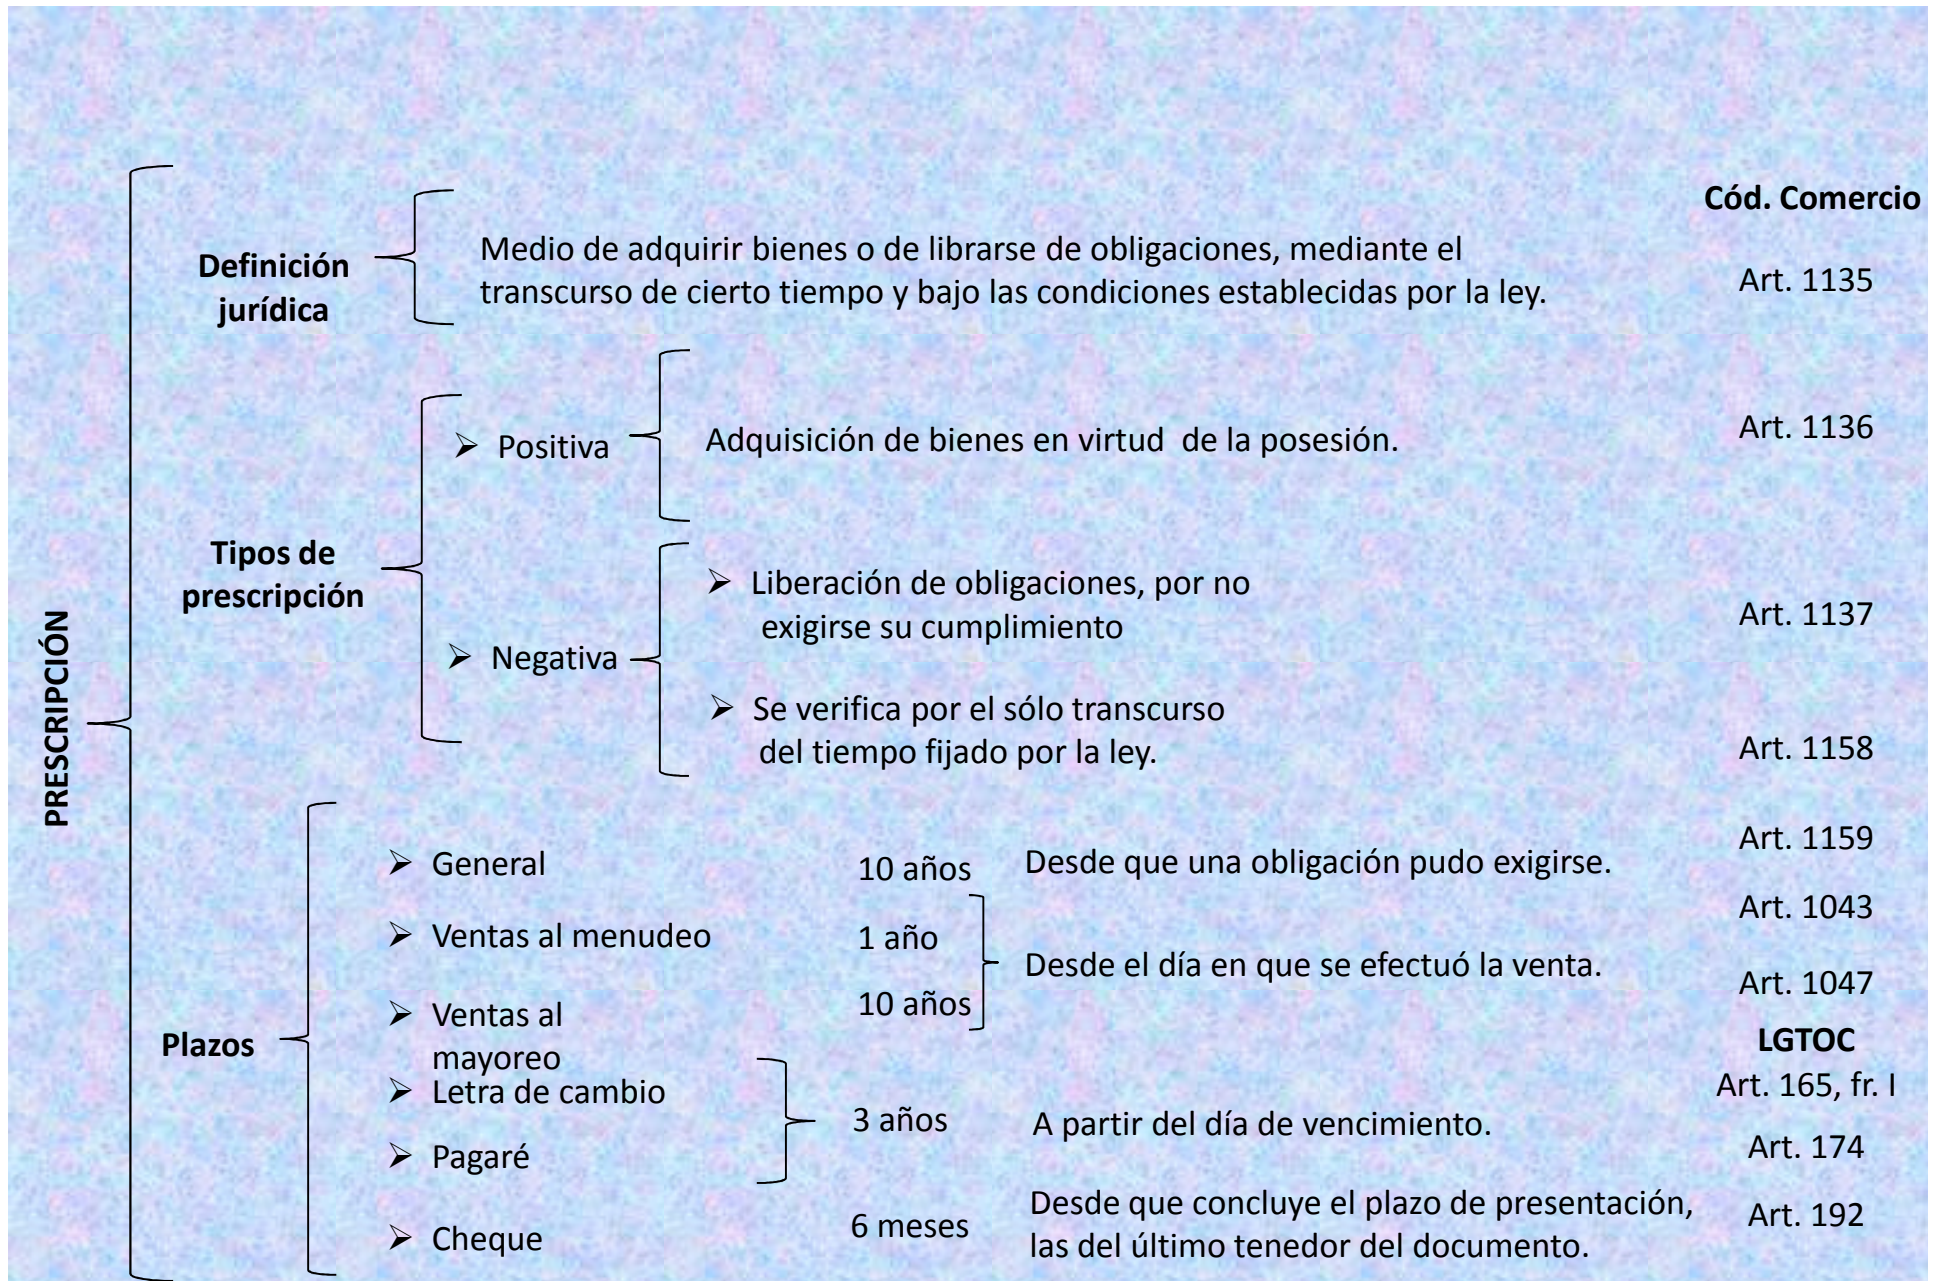 PRESCRIPCIÓN
Cód. Comercio
Definición
jurídica
Medio de adquirir bienes o de librarse de obligaciones, mediante el
transcurso de cierto tiempo y bajo las condiciones establecidas por la ley.
Art. 1135
Tipos de
prescripción
➢ Positiva
Adquisición de bienes en virtud  de la posesión.
Art. 1136
➢ Negativa
➢ Liberación de obligaciones, por no
exigirse su cumplimiento
Art. 1137
➢ Se verifica por el sólo transcurso
del tiempo fijado por la ley.
Art. 1158
Plazos
➢ General
10 años
Desde que una obligación pudo exigirse.
Art. 1159
➢ Ventas al menudeo
1 año
Art. 1043
Desde el día en que se efectuó la venta.
➢ Ventas al
mayoreo
10 años
Art. 1047
LGTOC
➢ Letra de cambio
Art. 165, fr. I
3 años
A partir del día de vencimiento.
➢ Pagaré
Art. 174
➢ Cheque
6 meses
Desde que concluye el plazo de presentación,
las del último tenedor del documento.
Art. 192